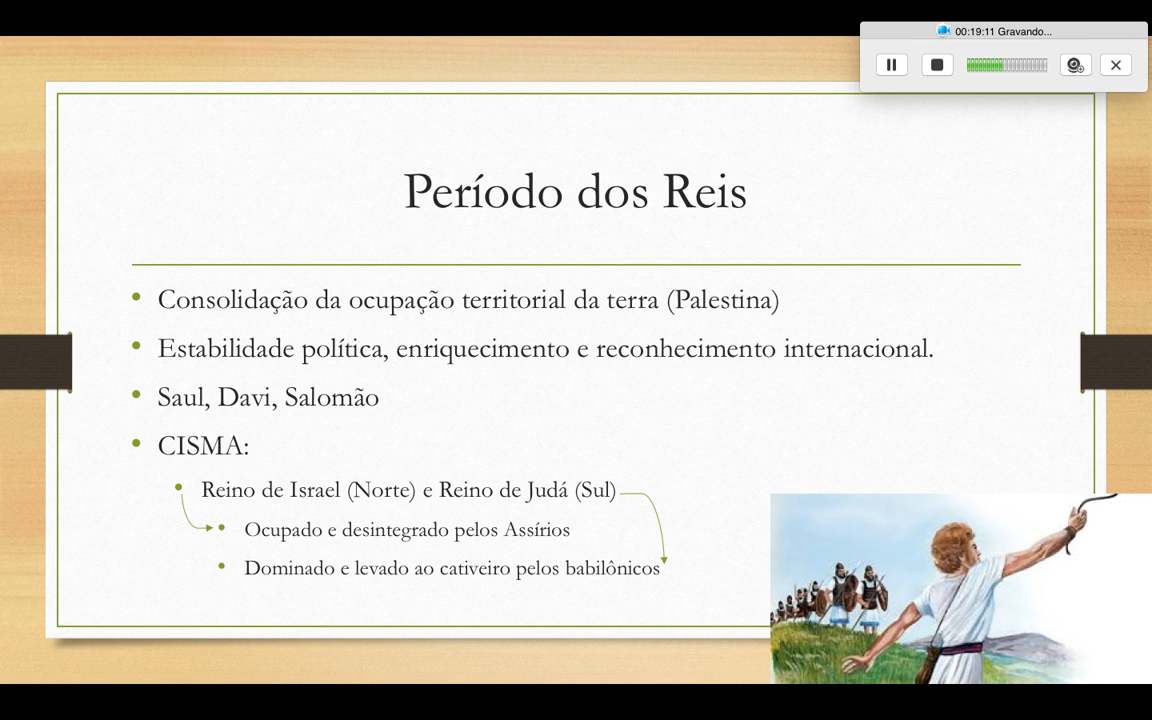 00:19:11 Gravando...
Período dos Reis
• Consolidação da ocupação territorial da terra (Palestina)
• Estabilidade política, enriquecimento e reconhecimento internacional.
• Saul, Davi, Salomão
• CISMA:
• Reino de Israel (Norte) e Reino de Judá (Sul)
• Ocupado e desintegrado pelos Assírios
• Dominado e levado ao cativeiro pelos babilônicos